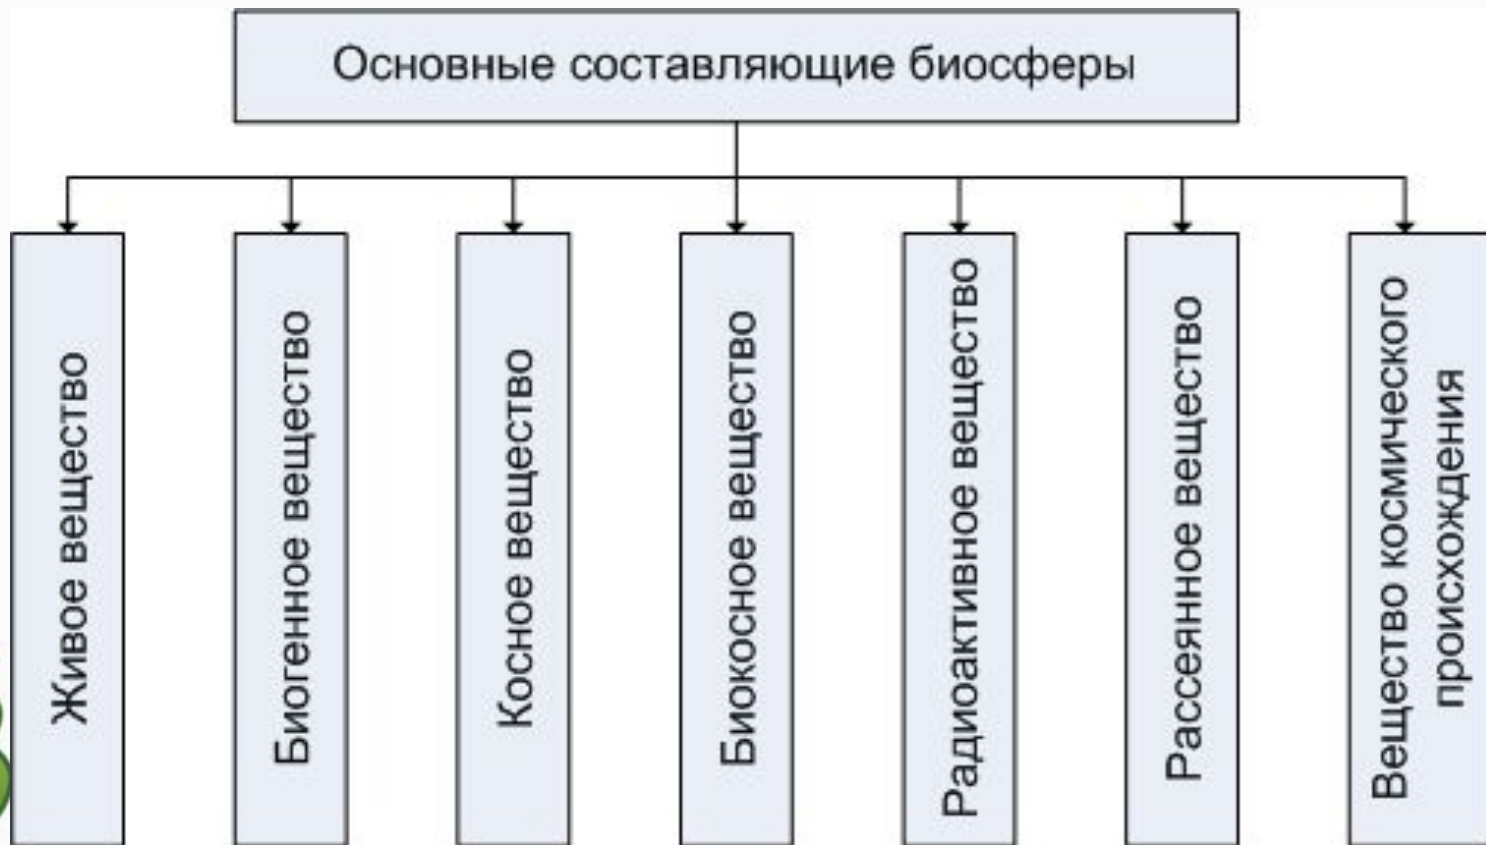 Основные составляющие биосферы
Живое вещество
Биогенное вещество
Косное вещество
Биокосное вещество
Радиоактивное вещество
Рассеянное вещество
Вещество космического
происхождения